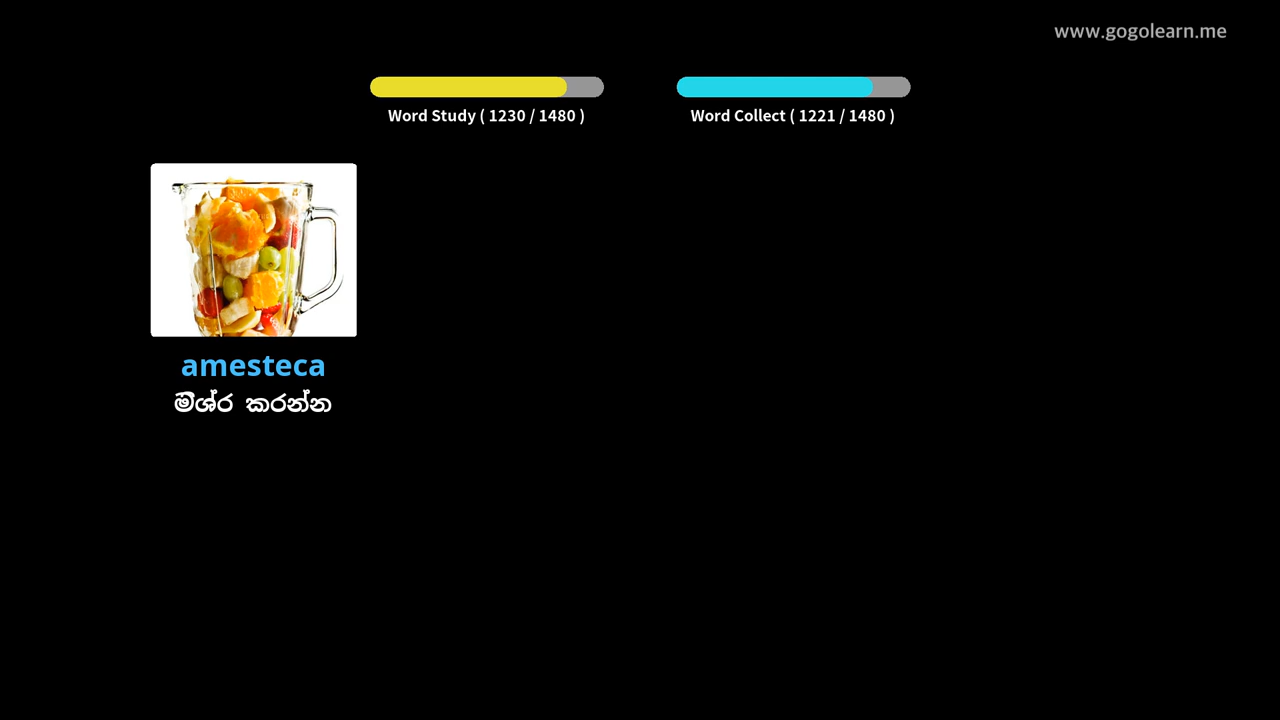 www.gogolearn.me
Word Study ( 1230 / 1480 )
Word Collect ( 1221 / 1480 )
amesteca
මිශ්ර කරන්න